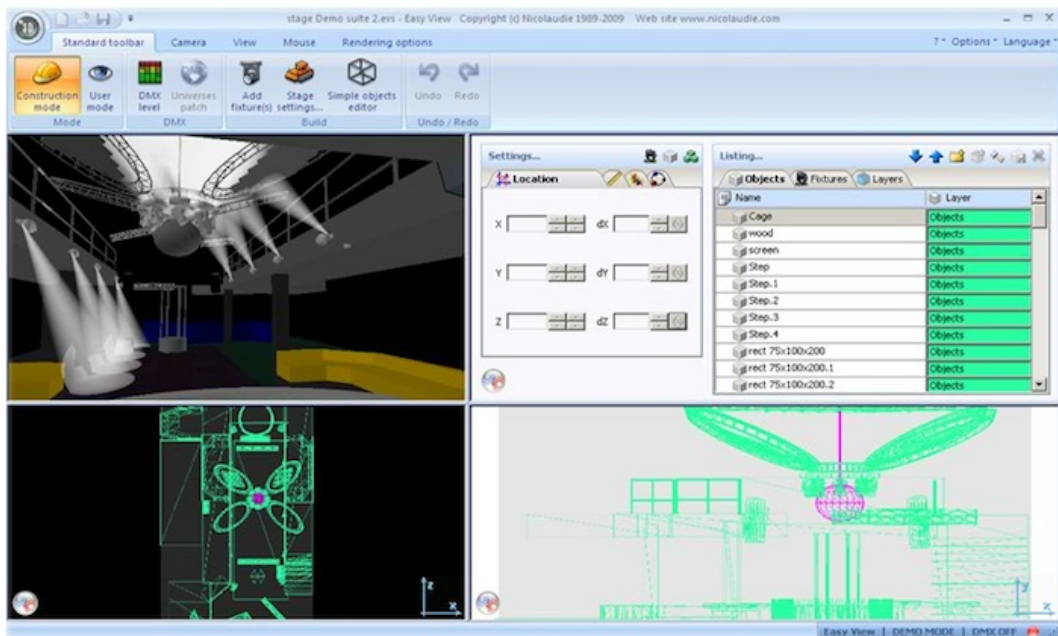 3D
stage Demo suite 2.evs - Easy View Copyright (c) Nicolaudie 1989-2009 Web site www.nicolaudie.com
Standard toolbar Camera View Mouse Rendering options ? Options Language
Construction mode User mode DMX level Universes patch Add fixture(s) Stage settings... Simple objects editor Undo Redo
Mode DMX Build Undo / Redo
Settings...
Location
X dX
Y dY
Z dZ
Listing...
Objects Fixtures Layers
Name Layer
Cage Objects
wood Objects
screen Objects
Step Objects
Step.1 Objects
Step.2 Objects
Step.3 Objects
Step.4 Objects
rect 75x100x200 Objects
rect 75x100x200.1 Objects
rect 75x100x200.2 Objects
z
x
y
x
Easy View | DEMO MODE | DMX OFF